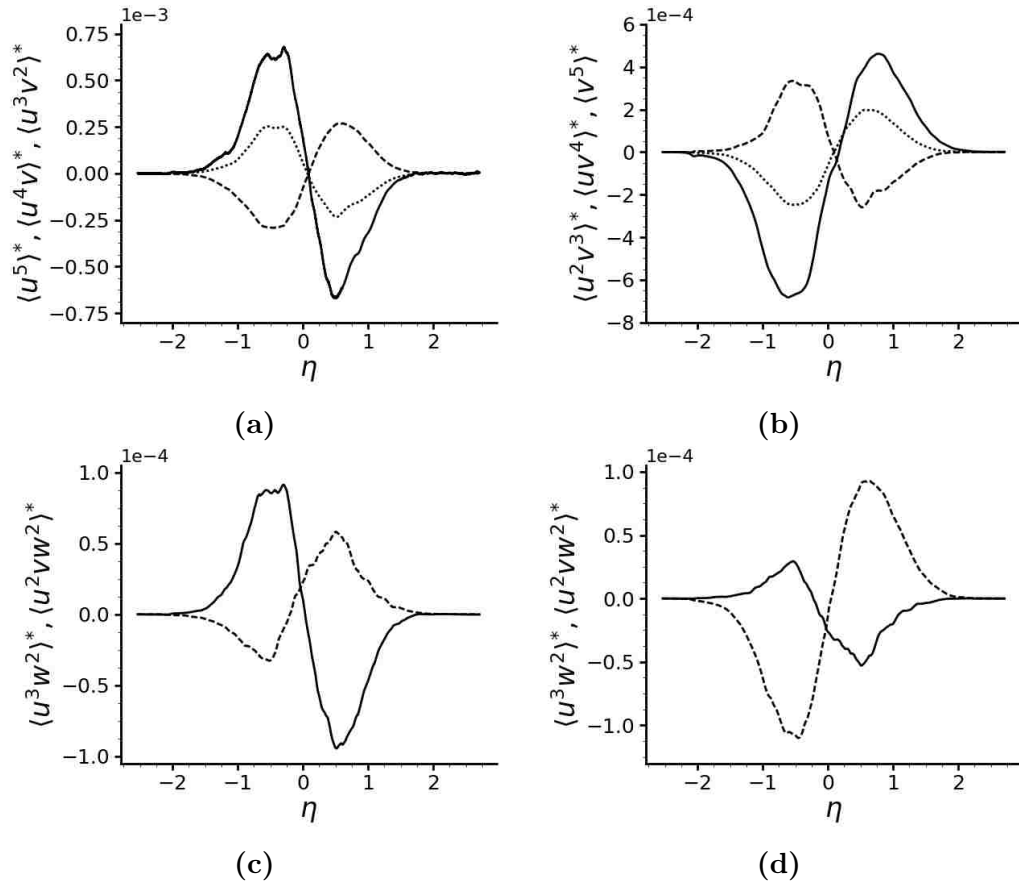 1e−3
0.75
0.50
0.25
0.00
−0.25
−0.50
−0.75
⟨u⁵⟩*, ⟨u⁴v⟩*, ⟨u³v²⟩*
−2 −1 0 1 2
η
(a)
1e−4
6
4
2
0
−2
−4
−6
−8
⟨u²v³⟩*, ⟨uv⁴⟩*, ⟨v⁵⟩*
−2 −1 0 1 2
η
(b)
1e−4
1.0
0.5
0.0
−0.5
−1.0
⟨u³w²⟩*, ⟨u²vw²⟩*
−2 −1 0 1 2
η
(c)
1e−4
1.0
0.5
0.0
−0.5
−1.0
⟨u³w²⟩*, ⟨u²vw²⟩*
−2 −1 0 1 2
η
(d)